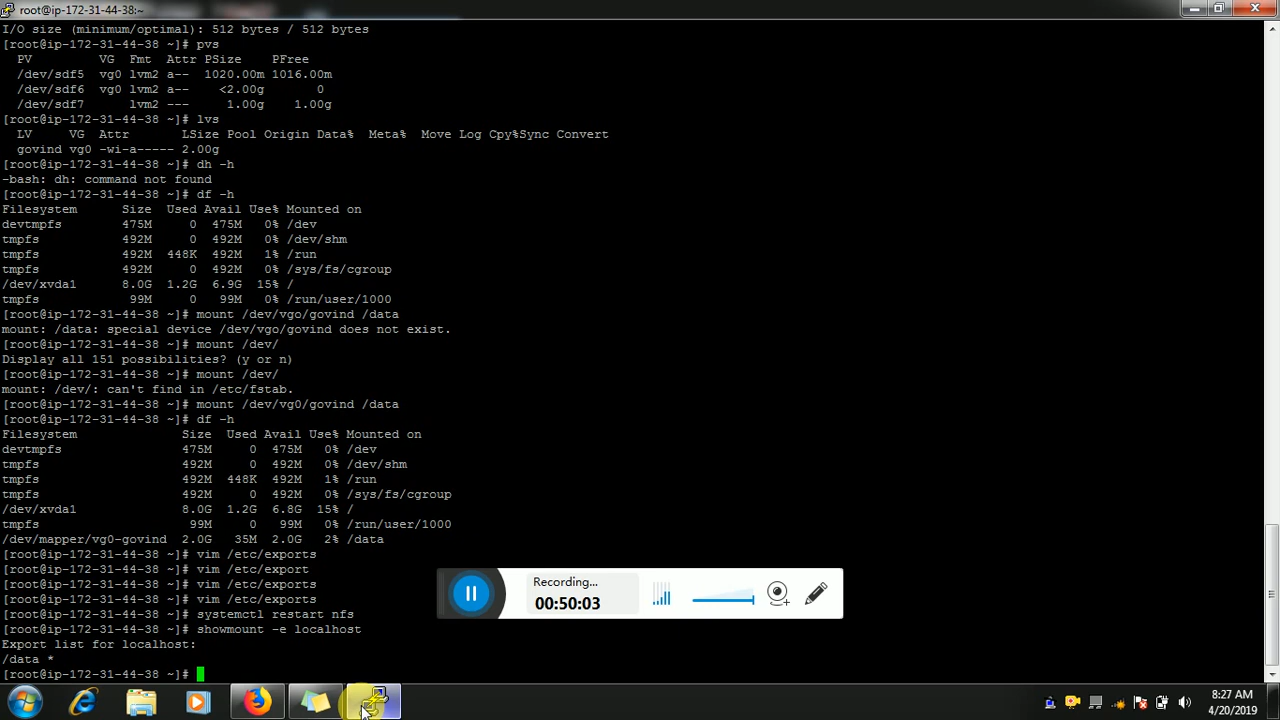 root@ip-172-31-44-38:~
I/O size (minimum/optimal): 512 bytes / 512 bytes
[root@ip-172-31-44-38 ~]# pvs
PV VG Fmt Attr PSize PFree
/dev/sdf5 vg0 lvm2 a-- 1020.00m 1016.00m
/dev/sdf6 vg0 lvm2 a-- <2.00g 0
/dev/sdf7 lvm2 --- 1.00g 1.00g
[root@ip-172-31-44-38 ~]# lvs
LV VG Attr LSize Pool Origin Data% Meta% Move Log Cpy%Sync Convert
govind vg0 -wi-a----- 2.00g
[root@ip-172-31-44-38 ~]# dh -h
-bash: dh: command not found
[root@ip-172-31-44-38 ~]# df -h
Filesystem Size Used Avail Use% Mounted on
devtmpfs 475M 0 475M 0% /dev
tmpfs 492M 0 492M 0% /dev/shm
tmpfs 492M 448K 492M 1% /run
tmpfs 492M 0 492M 0% /sys/fs/cgroup
/dev/xvda1 8.0G 1.2G 6.9G 15% /
tmpfs 99M 0 99M 0% /run/user/1000
[root@ip-172-31-44-38 ~]# mount /dev/vgo/govind /data
mount: /data: special device /dev/vgo/govind does not exist.
[root@ip-172-31-44-38 ~]# mount /dev/
Display all 151 possibilities? (y or n)
[root@ip-172-31-44-38 ~]# mount /dev/
mount: /dev/: can't find in /etc/fstab.
[root@ip-172-31-44-38 ~]# mount /dev/vg0/govind /data
[root@ip-172-31-44-38 ~]# df -h
Filesystem Size Used Avail Use% Mounted on
devtmpfs 475M 0 475M 0% /dev
tmpfs 492M 0 492M 0% /dev/shm
tmpfs 492M 448K 492M 1% /run
tmpfs 492M 0 492M 0% /sys/fs/cgroup
/dev/xvda1 8.0G 1.2G 6.8G 15% /
tmpfs 99M 0 99M 0% /run/user/1000
/dev/mapper/vg0-govind 2.0G 35M 2.0G 2% /data
[root@ip-172-31-44-38 ~]# vim /etc/exports
[root@ip-172-31-44-38 ~]# vim /etc/export
[root@ip-172-31-44-38 ~]# vim /etc/exports
[root@ip-172-31-44-38 ~]# vim /etc/exports
[root@ip-172-31-44-38 ~]# systemctl restart nfs
[root@ip-172-31-44-38 ~]# showmount -e localhost
Export list for localhost:
/data *
[root@ip-172-31-44-38 ~]#
Recording...
00:50:03
8:27 AM
4/20/2019